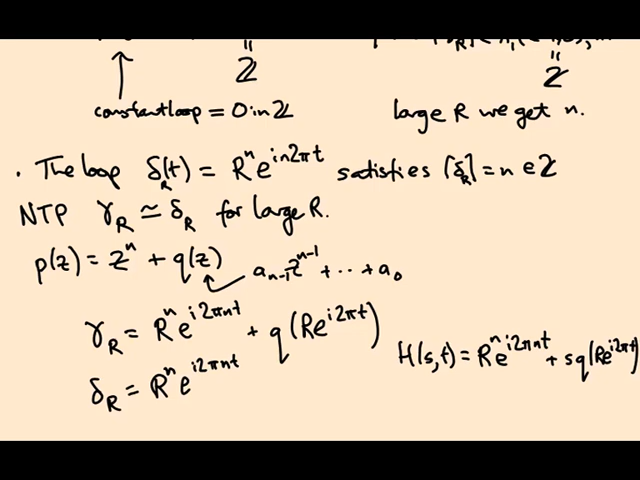 ℤ
ℤ
constant loop = 0 in ℤ
large R we get n.
· The loop δ_R(t) = R^n e^{in2πt} satisfies [δ_R] = n ∈ ℤ
NTP γ_R ≃ δ_R for large R.
p(z) = z^n + q(z)
a_{n-1}z^{n-1} + ... + a_0
γ_R = R^n e^{i2πnt} + q(Re^{i2πt})
H(s,t) = R^n e^{i2πnt} + sq(Re^{i2πt})
δ_R = R^n e^{i2πnt}